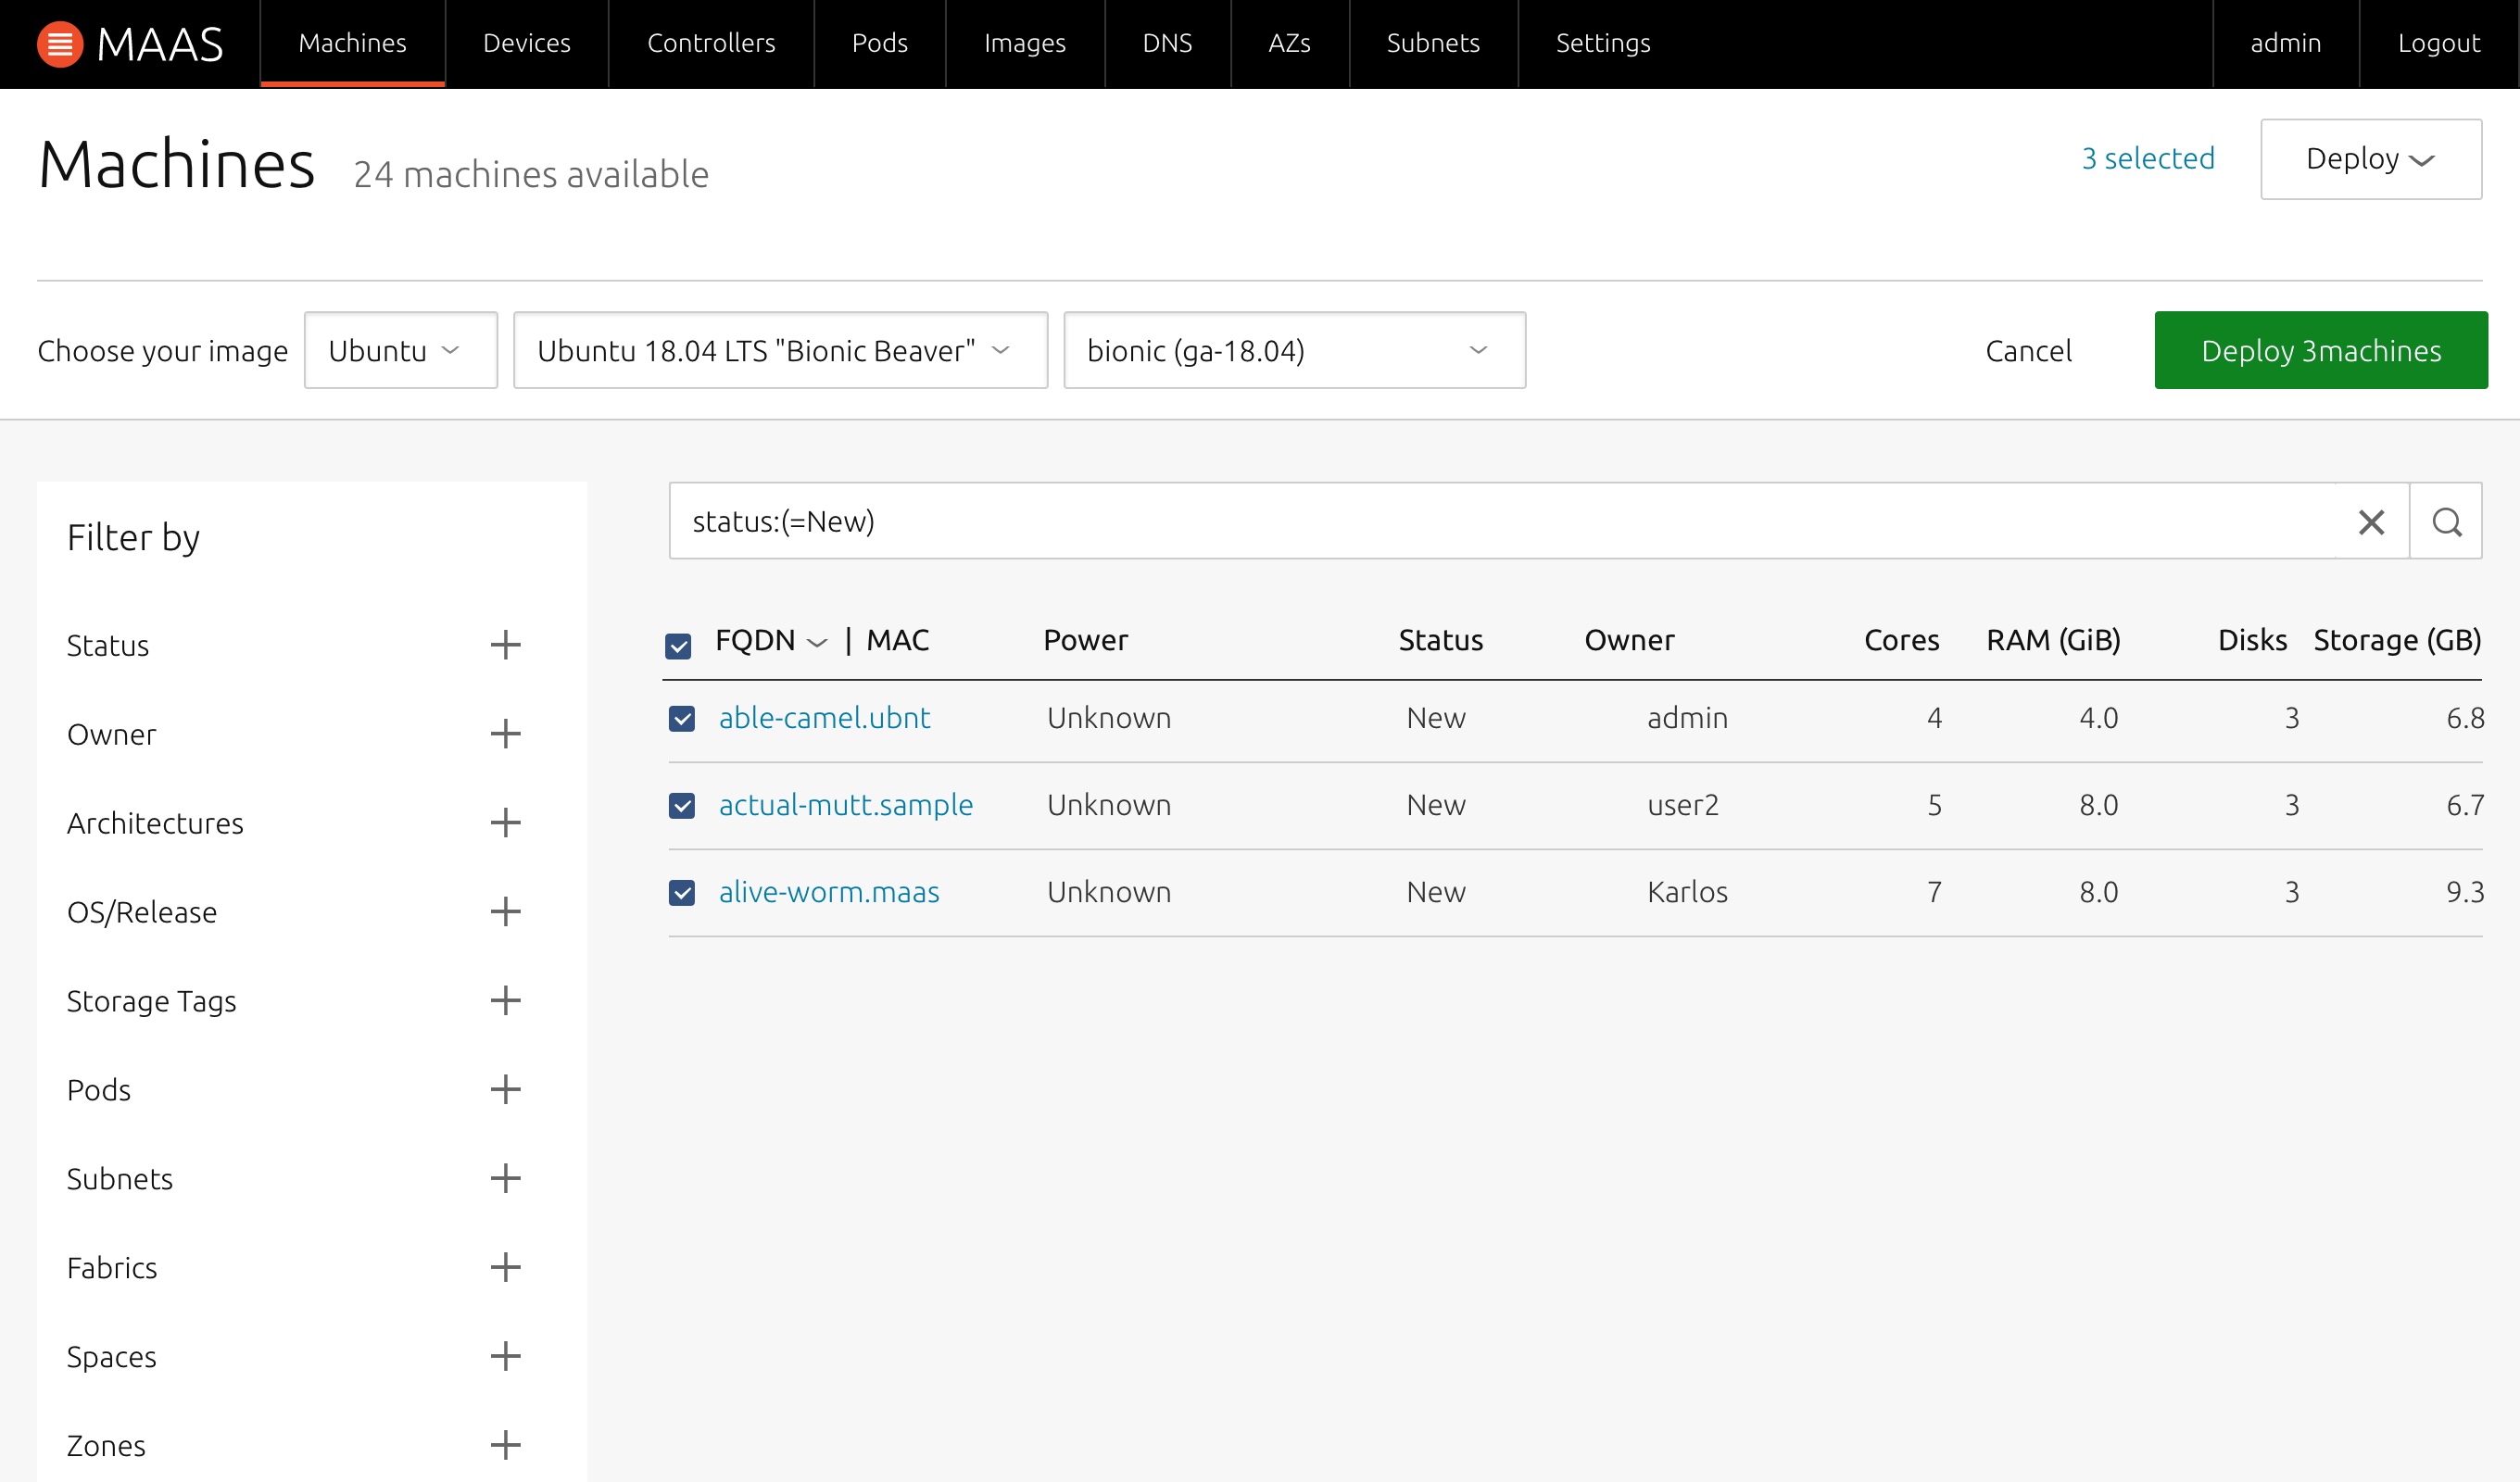 MAAS Machines Devices Controllers Pods Images DNS AZs Subnets Settings admin Logout
Machines 24 machines available 3 selected Deploy
Choose your image Ubuntu Ubuntu 18.04 LTS "Bionic Beaver" bionic (ga-18.04) Cancel Deploy 3machines
Filter by
Status
Owner
Architectures
OS/Release
Storage Tags
Pods
Subnets
Fabrics
Spaces
Zones
status:(=New)
FQDN | MAC Power Status Owner Cores RAM (GiB) Disks Storage (GB)
able-camel.ubnt Unknown New admin 4 4.0 3 6.8
actual-mutt.sample Unknown New user2 5 8.0 3 6.7
alive-worm.maas Unknown New Karlos 7 8.0 3 9.3